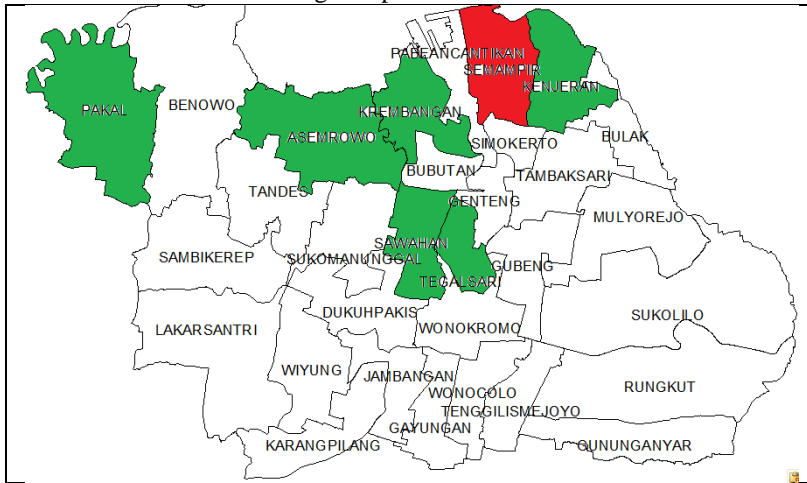 PABEANCANTIKAN
SEMAMPIR
KENJERAN
PAKAL
BENOWO
KREMBANGAN
ASEMROWO
SIMOKERTO
BULAK
BUBUTAN
TAMBAKSARI
TANDES
GENTENG
MULYOREJO
SAWAHAN
SAMBIKEREP
SUKOMANUNGGAL
GUBENG
TEGALSARI
DUKUHPAKIS
SUKOLILO
LAKARSANTRI
WONOKROMO
WIYUNG
JAMBANGAN
RUNGKUT
WONOCOLO
TENGGILISMEJOYO
GAYUNGAN
KARANGPILANG
GUNUNGANYAR